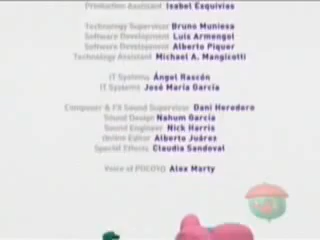 Production Assistant Isabel Esquivias
Technology Supervisor Bruno Muniesa
Software Development Luis Armengol
Software Development Alberto Piquer
Technology Assistant Michael A. Mangicotti
IT Systems Ángel Rascón
IT Systems José María García
Composer & FX Sound Supervisor Dani Heredero
Sound Design Nahum García
Sound Engineer Nick Harris
Online Editor Alberto Juárez
Special Effects Claudia Sandoval
Voice of POCOYO Alex Marty